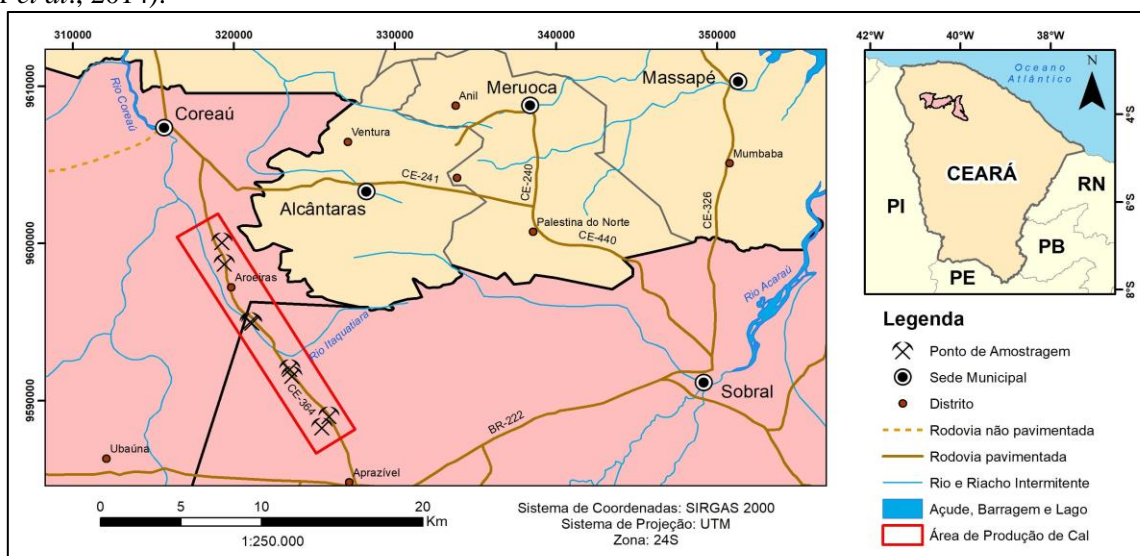 et al., 2014).
310000 320000 330000 340000 350000
9610000
9600000
9590000
Rio Coreaú
Coreaú
Ventura
Anil
Meruoca
Massapé
Mumbaba
CE-241
CE-240
CE-326
Alcântaras
Palestina do Norte
CE-440
Aroeiras
Rio Itaquatiara
Rio Acaraú
CE-364
Sobral
BR-222
Ubaúna
Aprazível
0 5 10 20
Km
1:250.000
Sistema de Coordenadas: SIRGAS 2000
Sistema de Projeção: UTM
Zona: 24S
42°W 40°W 38°W
Oceano
Atlântico
N
4°S
6°S
8°S
CEARÁ
PI
RN
PB
PE
Legenda
Ponto de Amostragem
Sede Municipal
Distrito
Rodovia não pavimentada
Rodovia pavimentada
Rio e Riacho Intermitente
Açude, Barragem e Lago
Área de Produção de Cal